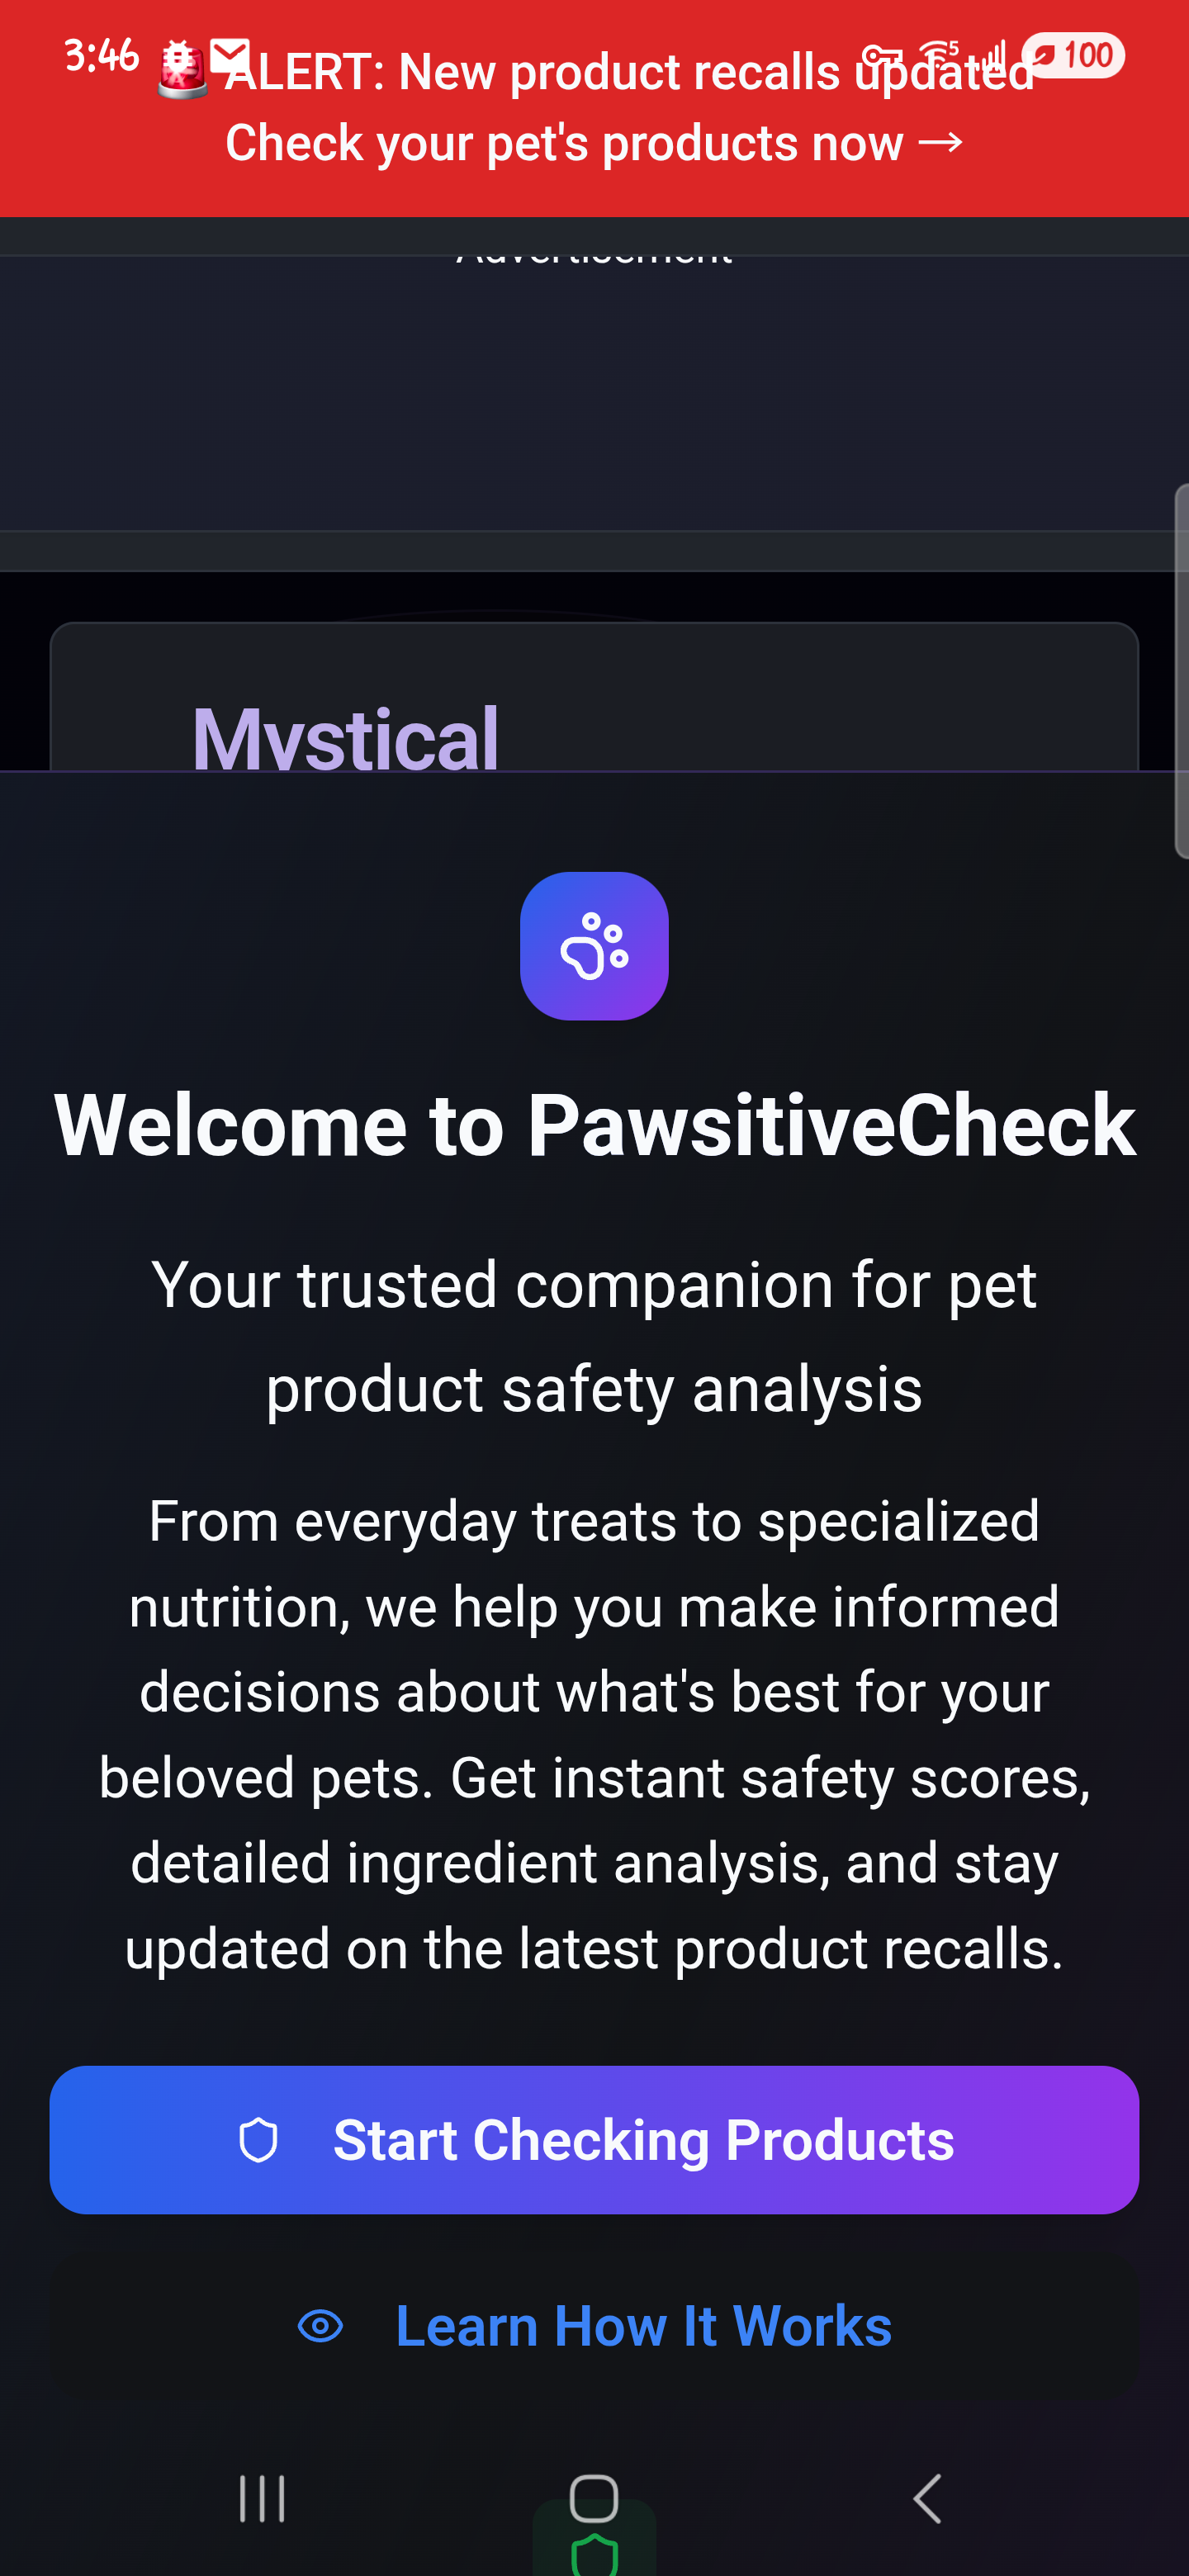 3:46
5
100
🚨 ALERT: New product recalls updated
Check your pet's products now →
Advertisement
Mystical
Welcome to PawsitiveCheck
Your trusted companion for pet
product safety analysis
From everyday treats to specialized
nutrition, we help you make informed
decisions about what's best for your
beloved pets. Get instant safety scores,
detailed ingredient analysis, and stay
updated on the latest product recalls.
Start Checking Products
Learn How It Works